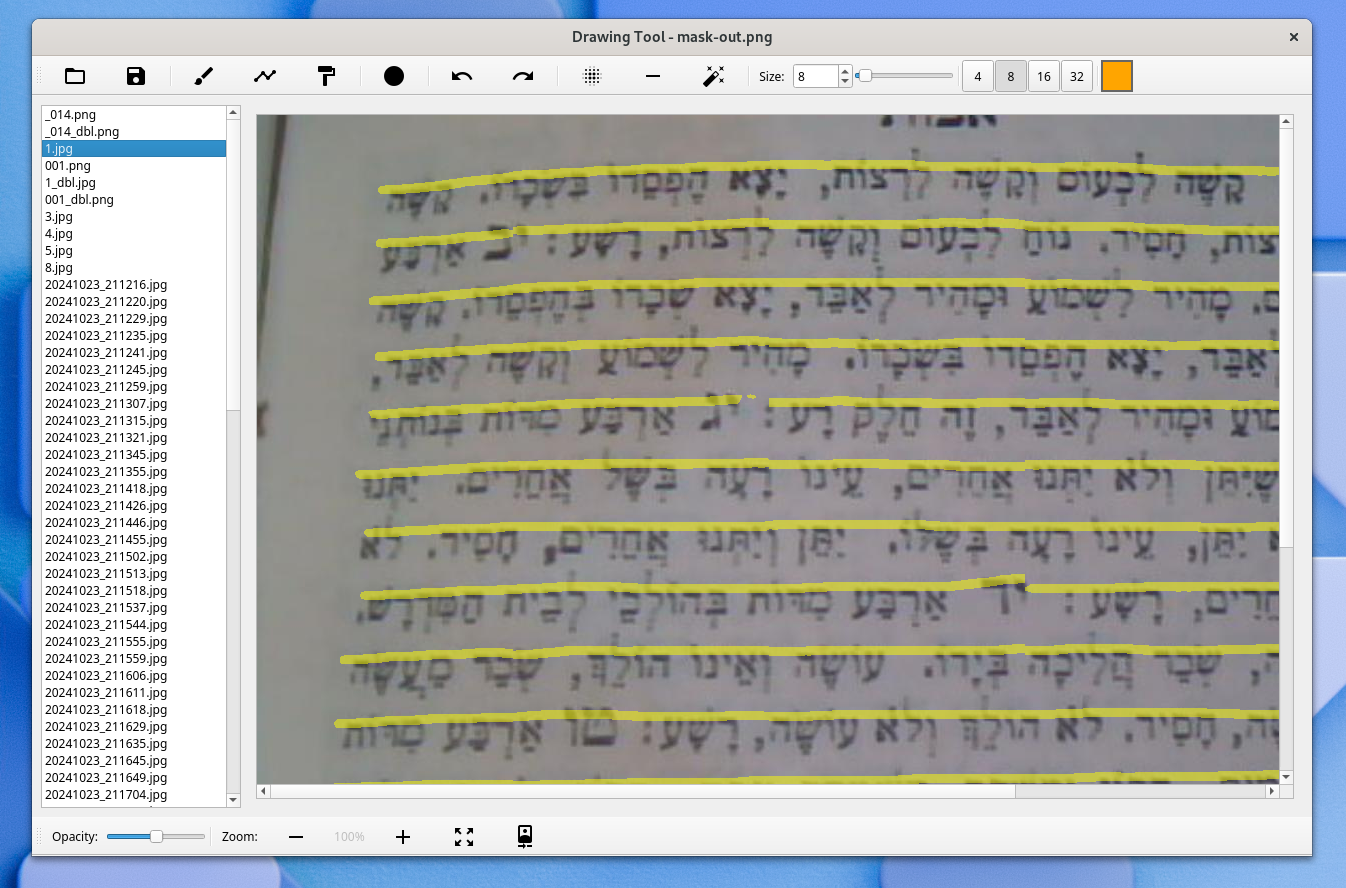 Drawing Tool - mask-out.png
Size: 8 4 8 16 32
_014.png
_014_dbl.png
1.jpg
001.png
1_dbl.jpg
001_dbl.png
3.jpg
4.jpg
5.jpg
8.jpg
20241023_211216.jpg
20241023_211220.jpg
20241023_211229.jpg
20241023_211235.jpg
20241023_211241.jpg
20241023_211245.jpg
20241023_211259.jpg
20241023_211307.jpg
20241023_211315.jpg
20241023_211321.jpg
20241023_211345.jpg
20241023_211355.jpg
20241023_211418.jpg
20241023_211426.jpg
20241023_211446.jpg
20241023_211455.jpg
20241023_211502.jpg
20241023_211513.jpg
20241023_211518.jpg
20241023_211537.jpg
20241023_211544.jpg
20241023_211555.jpg
20241023_211559.jpg
20241023_211606.jpg
20241023_211611.jpg
20241023_211618.jpg
20241023_211629.jpg
20241023_211635.jpg
20241023_211645.jpg
20241023_211649.jpg
20241023_211704.jpg
קָשֶׁה לִכְעוֹס וְקָשֶׁה לִרְצוֹת, יָצָא הֶפְסֵדוֹ בִּשְׂכָרוֹ. קָשֶׁה
חָסִיד. נוֹחַ לִכְעוֹס וְקָשֶׁה לִרְצוֹת, רָשָׁע: יב אַרְבַּע
מָהִיר לִשְׁמוֹעַ וּמָהִיר לְאַבֵּד, יָצָא שְׂכָרוֹ בְּהֶפְסֵדוֹ. קָשֶׁה
יָצָא הֶפְסֵדוֹ בִּשְׂכָרוֹ. מָהִיר לִשְׁמוֹעַ וְקָשֶׁה לְאַבֵּד,
וּמָהִיר לְאַבֵּד, זֶה חֵלֶק רָע: יג אַרְבַּע מִדּוֹת בְּנוֹתְנֵי
שֶׁיִּתֵּן וְלֹא יִתְּנוּ אֲחֵרִים, עֵינוֹ רָעָה בְּשֶׁל אֲחֵרִים. יִתְּנוּ
יִתֵּן, עֵינוֹ רָעָה בְּשֶׁלּוֹ. יִתֵּן וְיִתְּנוּ אֲחֵרִים, חָסִיד. לֹא
רָשָׁע: יד אַרְבַּע מִדּוֹת בְּהוֹלְכֵי לְבֵית הַמִּדְרָשׁ.
שְׂכַר הֲלִיכָה בְּיָדוֹ. עוֹשֶׂה וְאֵינוֹ הוֹלֵךְ, שְׂכַר מַעֲשֶׂה
חָסִיד. לֹא הוֹלֵךְ וְלֹא עוֹשֶׂה, רָשָׁע: טו אַרְבַּע מִדּוֹת
Opacity: Zoom: 100%